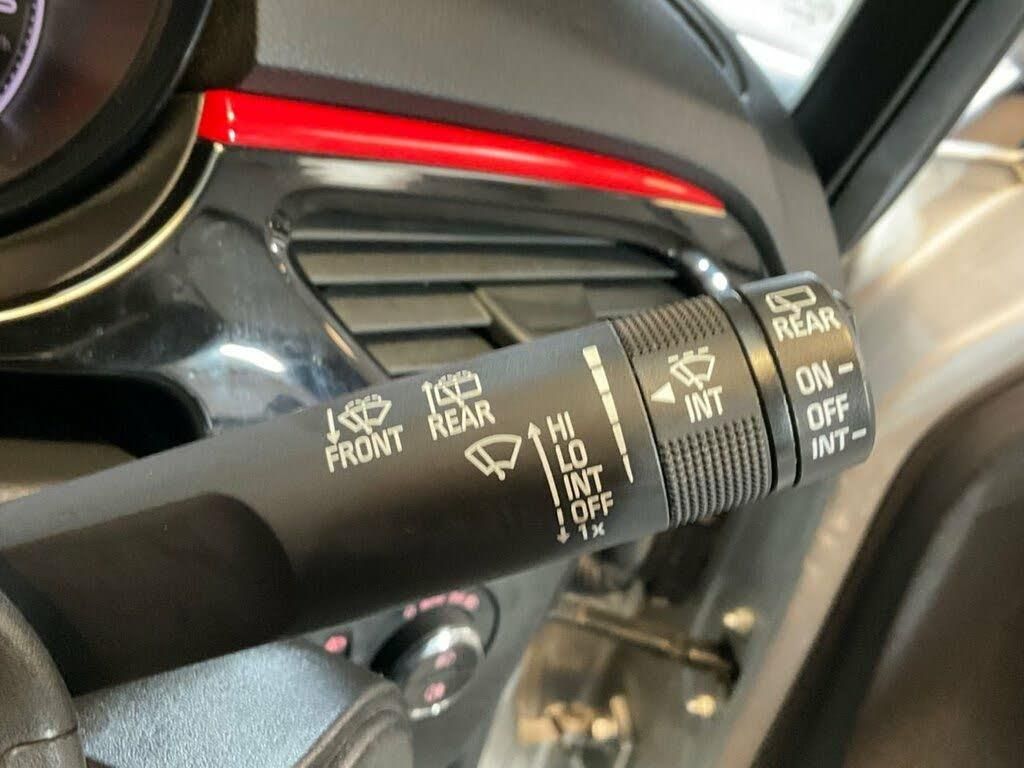 FRONT
REAR
HI
LO
INT
OFF
1x
INT
REAR
ON
OFF
INT